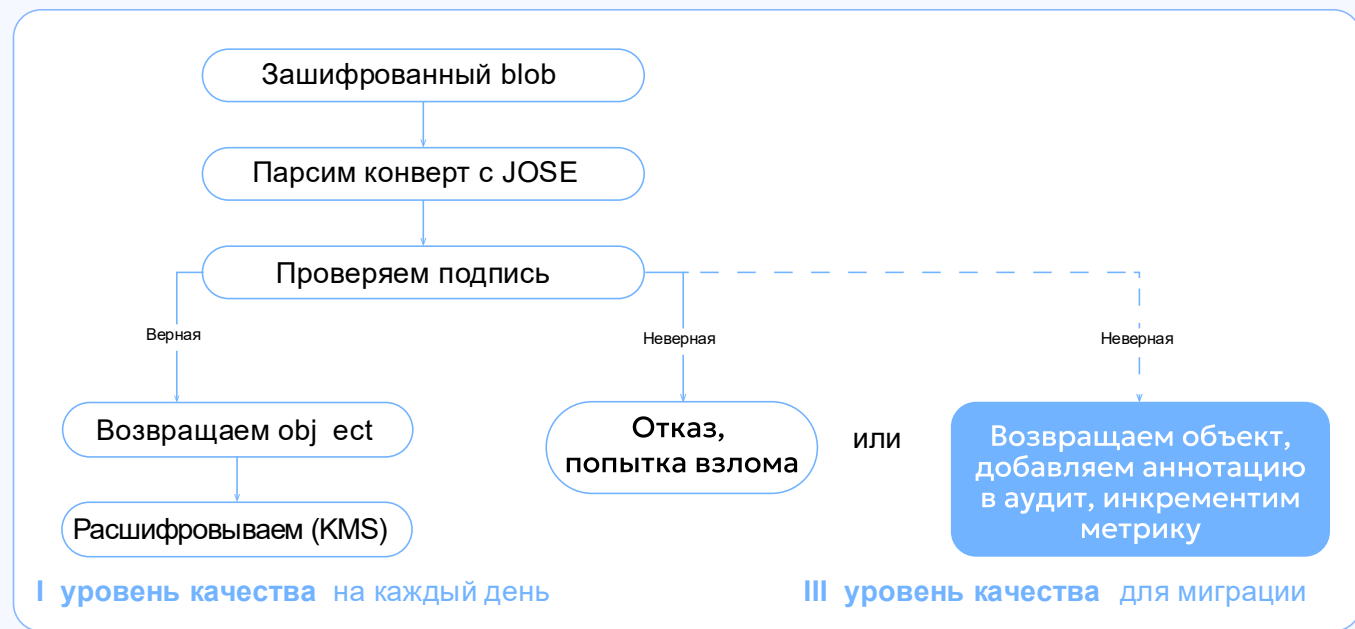 Зашифрованный blob
Парсим конверт с JOSE
Проверяем подпись
Верная
Неверная
Неверная
Возвращаем obj ect
Отказ,
попытка взлома
или
Возвращаем объект,
добавляем аннотацию
в аудит, инкрементим
метрику
Расшифровываем (KMS)
I уровень качества на каждый день
III уровень качества для миграции